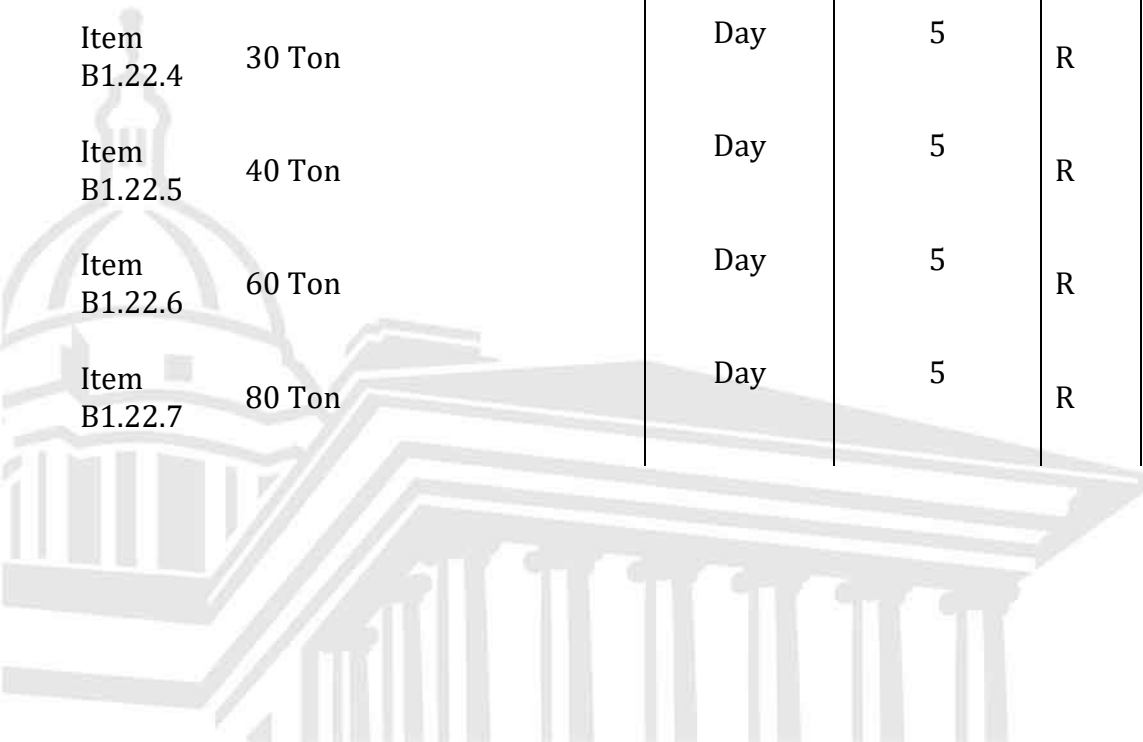 Item B1.22.4 30 Ton Day 5 R
Item B1.22.5 40 Ton Day 5 R
Item B1.22.6 60 Ton Day 5 R
Item B1.22.7 80 Ton Day 5 R